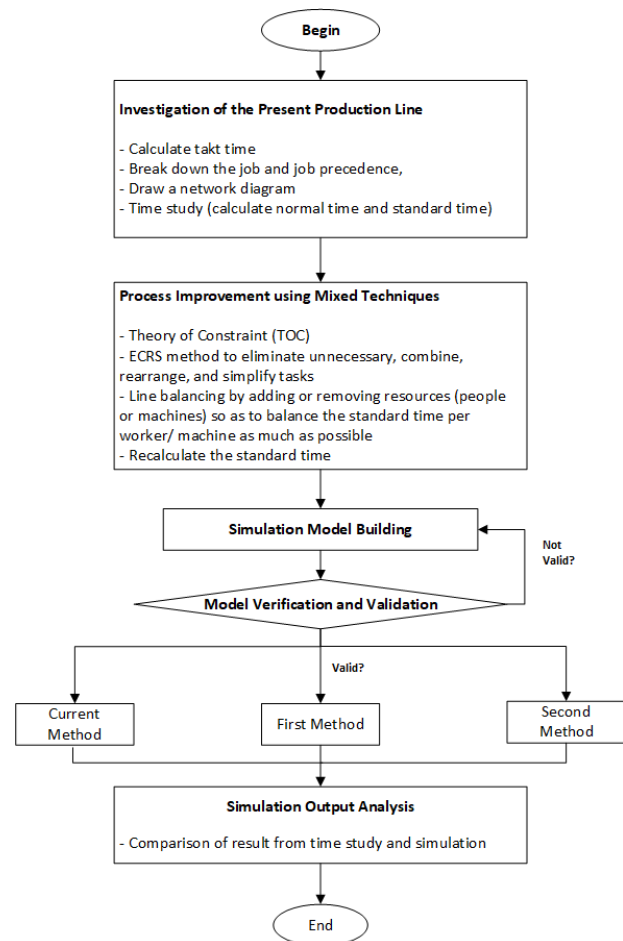 Begin
Investigation of the Present Production Line
- Calculate takt time
- Break down the job and job precedence,
- Draw a network diagram
- Time study (calculate normal time and standard time)
Process Improvement using Mixed Techniques
- Theory of Constraint (TOC)
- ECRS method to eliminate unnecessary, combine,
rearrange, and simplify tasks
- Line balancing by adding or removing resources (people
or machines) so as to balance the standard time per
worker/ machine as much as possible
- Recalculate the standard time
Simulation Model Building
Not
Valid?
Model Verification and Validation
Valid?
Current
Method
First Method
Second
Method
Simulation Output Analysis
- Comparison of result from time study and simulation
End